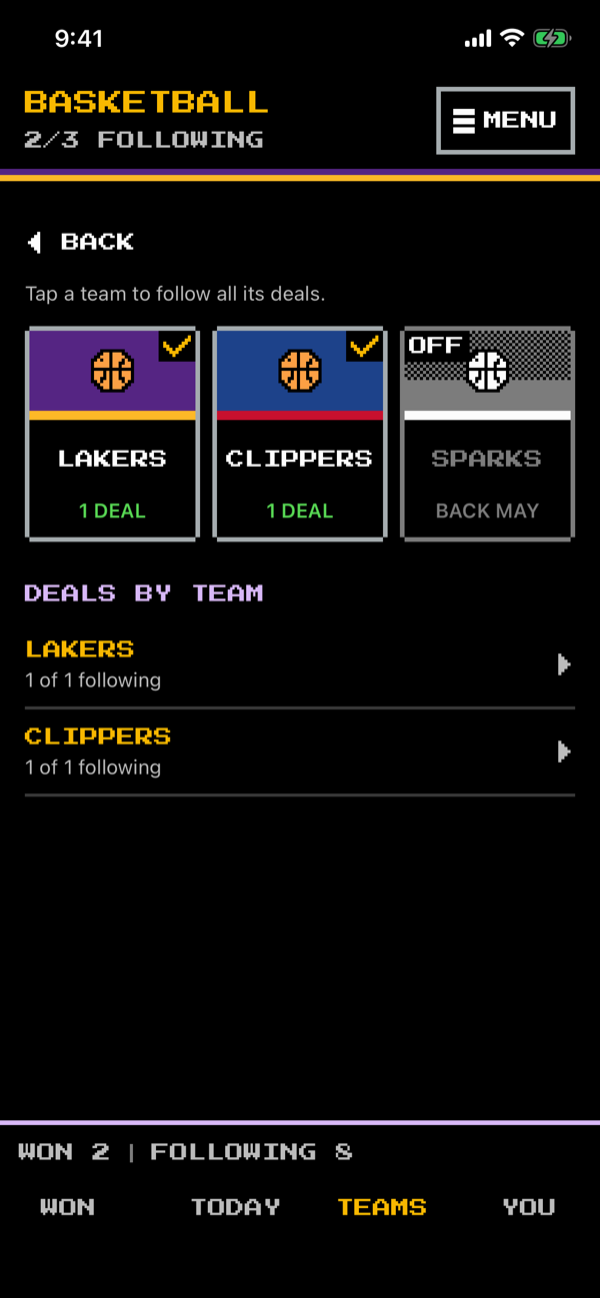 9:41
BASKETBALL
2/3 FOLLOWING
MENU
BACK
Tap a team to follow all its deals.
OFF
LAKERS CLIPPERS SPARKS
1 DEAL 1 DEAL BACK MAY
DEALS BY TEAM
LAKERS
1 of 1 following
CLIPPERS
1 of 1 following
WON 2 | FOLLOWING 8
WON TODAY TEAMS YOU